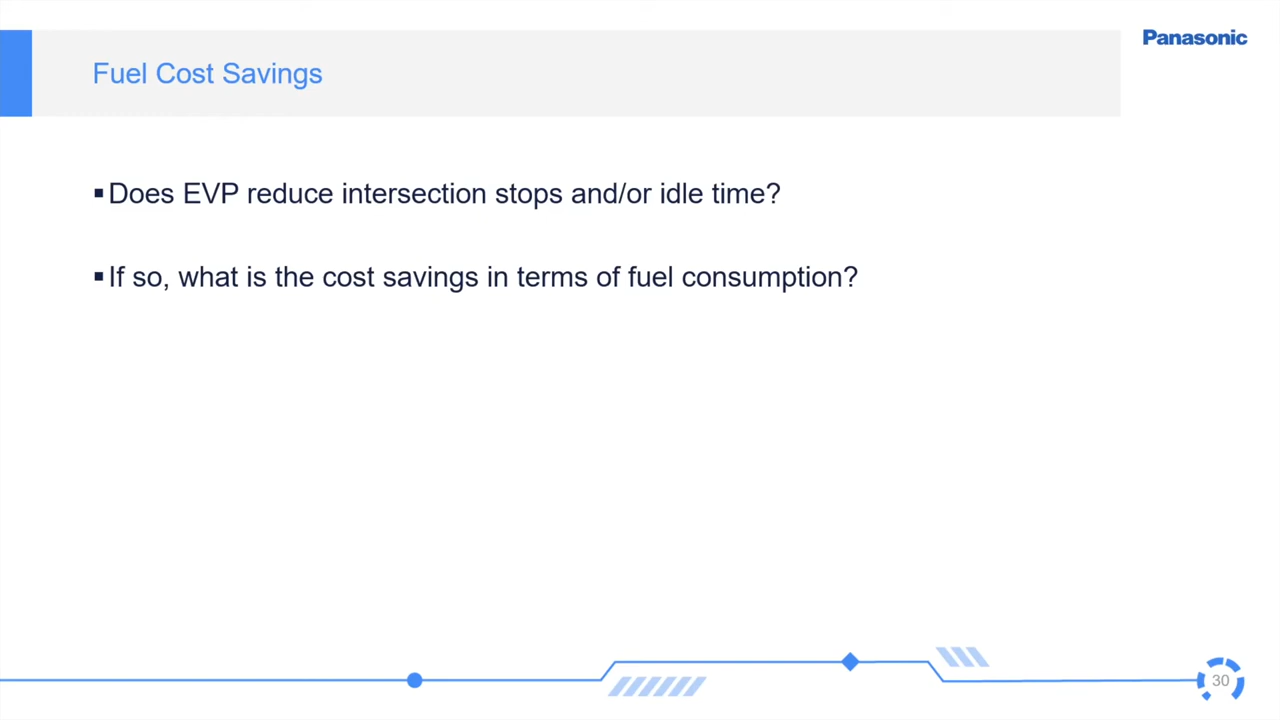 Panasonic
Fuel Cost Savings
▪Does EVP reduce intersection stops and/or idle time?
▪If so, what is the cost savings in terms of fuel consumption?
30